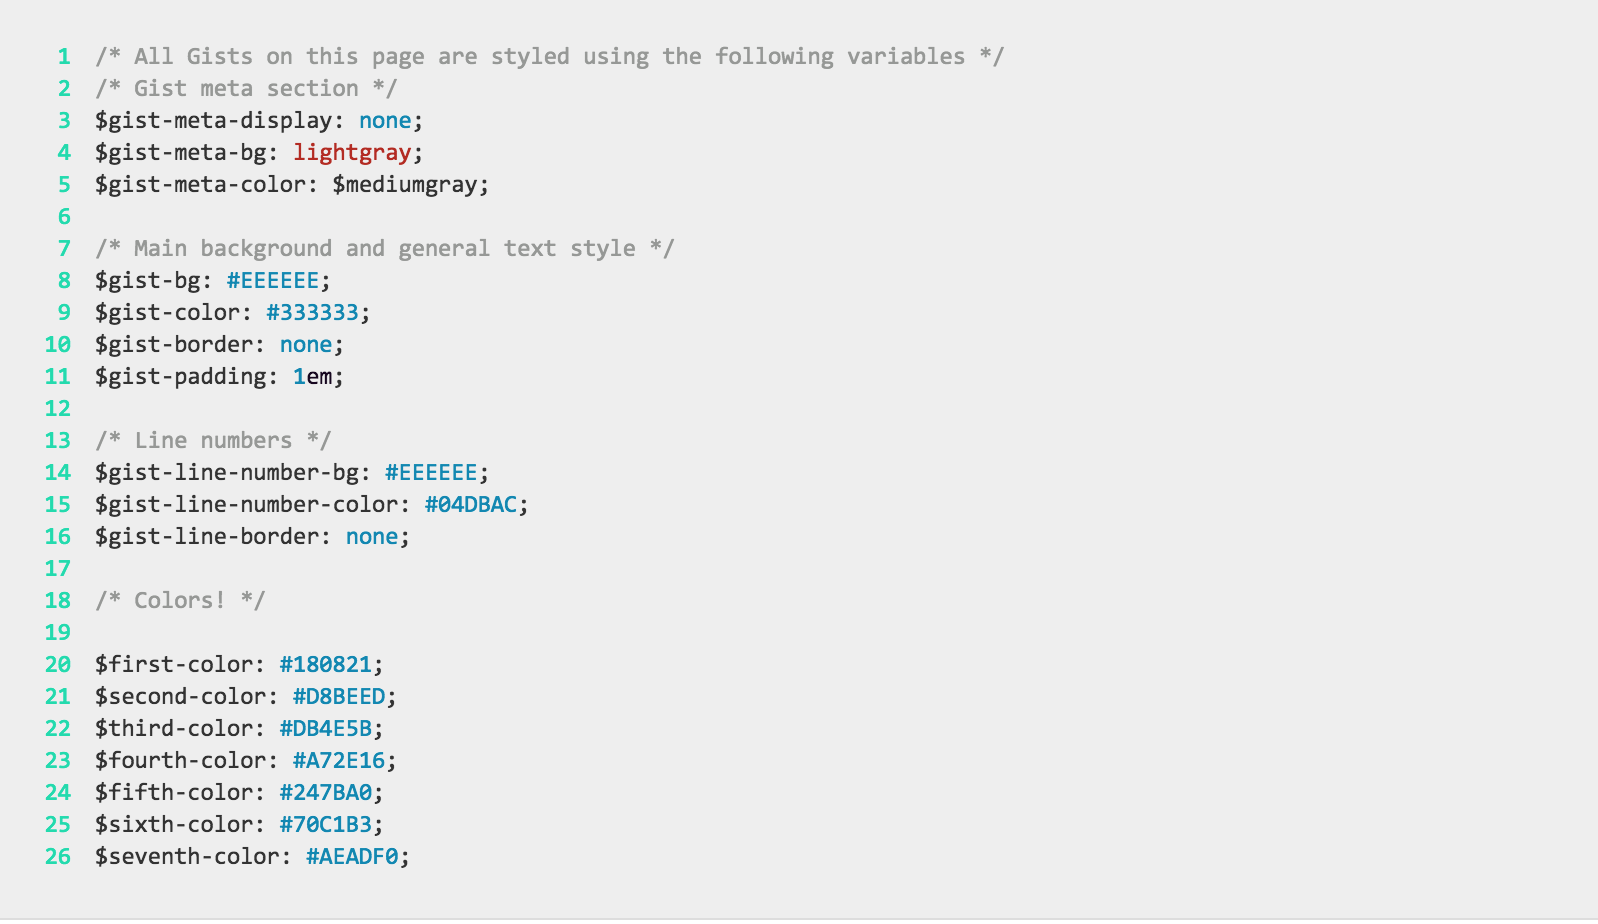 1 /* All Gists on this page are styled using the following variables */
2 /* Gist meta section */
3 $gist-meta-display: none;
4 $gist-meta-bg: lightgray;
5 $gist-meta-color: $mediumgray;
6
7 /* Main background and general text style */
8 $gist-bg: #EEEEEE;
9 $gist-color: #333333;
10 $gist-border: none;
11 $gist-padding: 1em;
12
13 /* Line numbers */
14 $gist-line-number-bg: #EEEEEE;
15 $gist-line-number-color: #04DBAC;
16 $gist-line-border: none;
17
18 /* Colors! */
19
20 $first-color: #180821;
21 $second-color: #D8BEED;
22 $third-color: #DB4E5B;
23 $fourth-color: #A72E16;
24 $fifth-color: #247BA0;
25 $sixth-color: #70C1B3;
26 $seventh-color: #AEADF0;